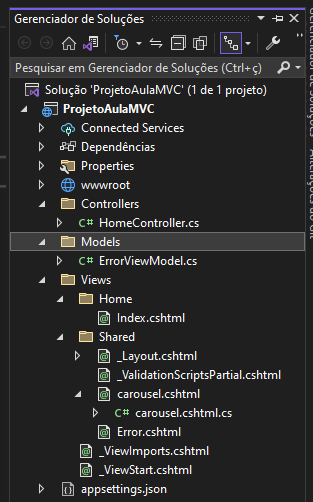 Gerenciador de Soluções
Pesquisar em Gerenciador de Soluções (Ctrl+ç)
Solução 'ProjetoAulaMVC' (1 de 1 projeto)
ProjetoAulaMVC
Connected Services
Dependências
Properties
wwwroot
Controllers
C# HomeController.cs
Models
C# ErrorViewModel.cs
Views
Home
Index.cshtml
Shared
_Layout.cshtml
_ValidationScriptsPartial.cshtml
carousel.cshtml
C# carousel.cshtml.cs
Error.cshtml
_ViewImports.cshtml
_ViewStart.cshtml
appsettings.json